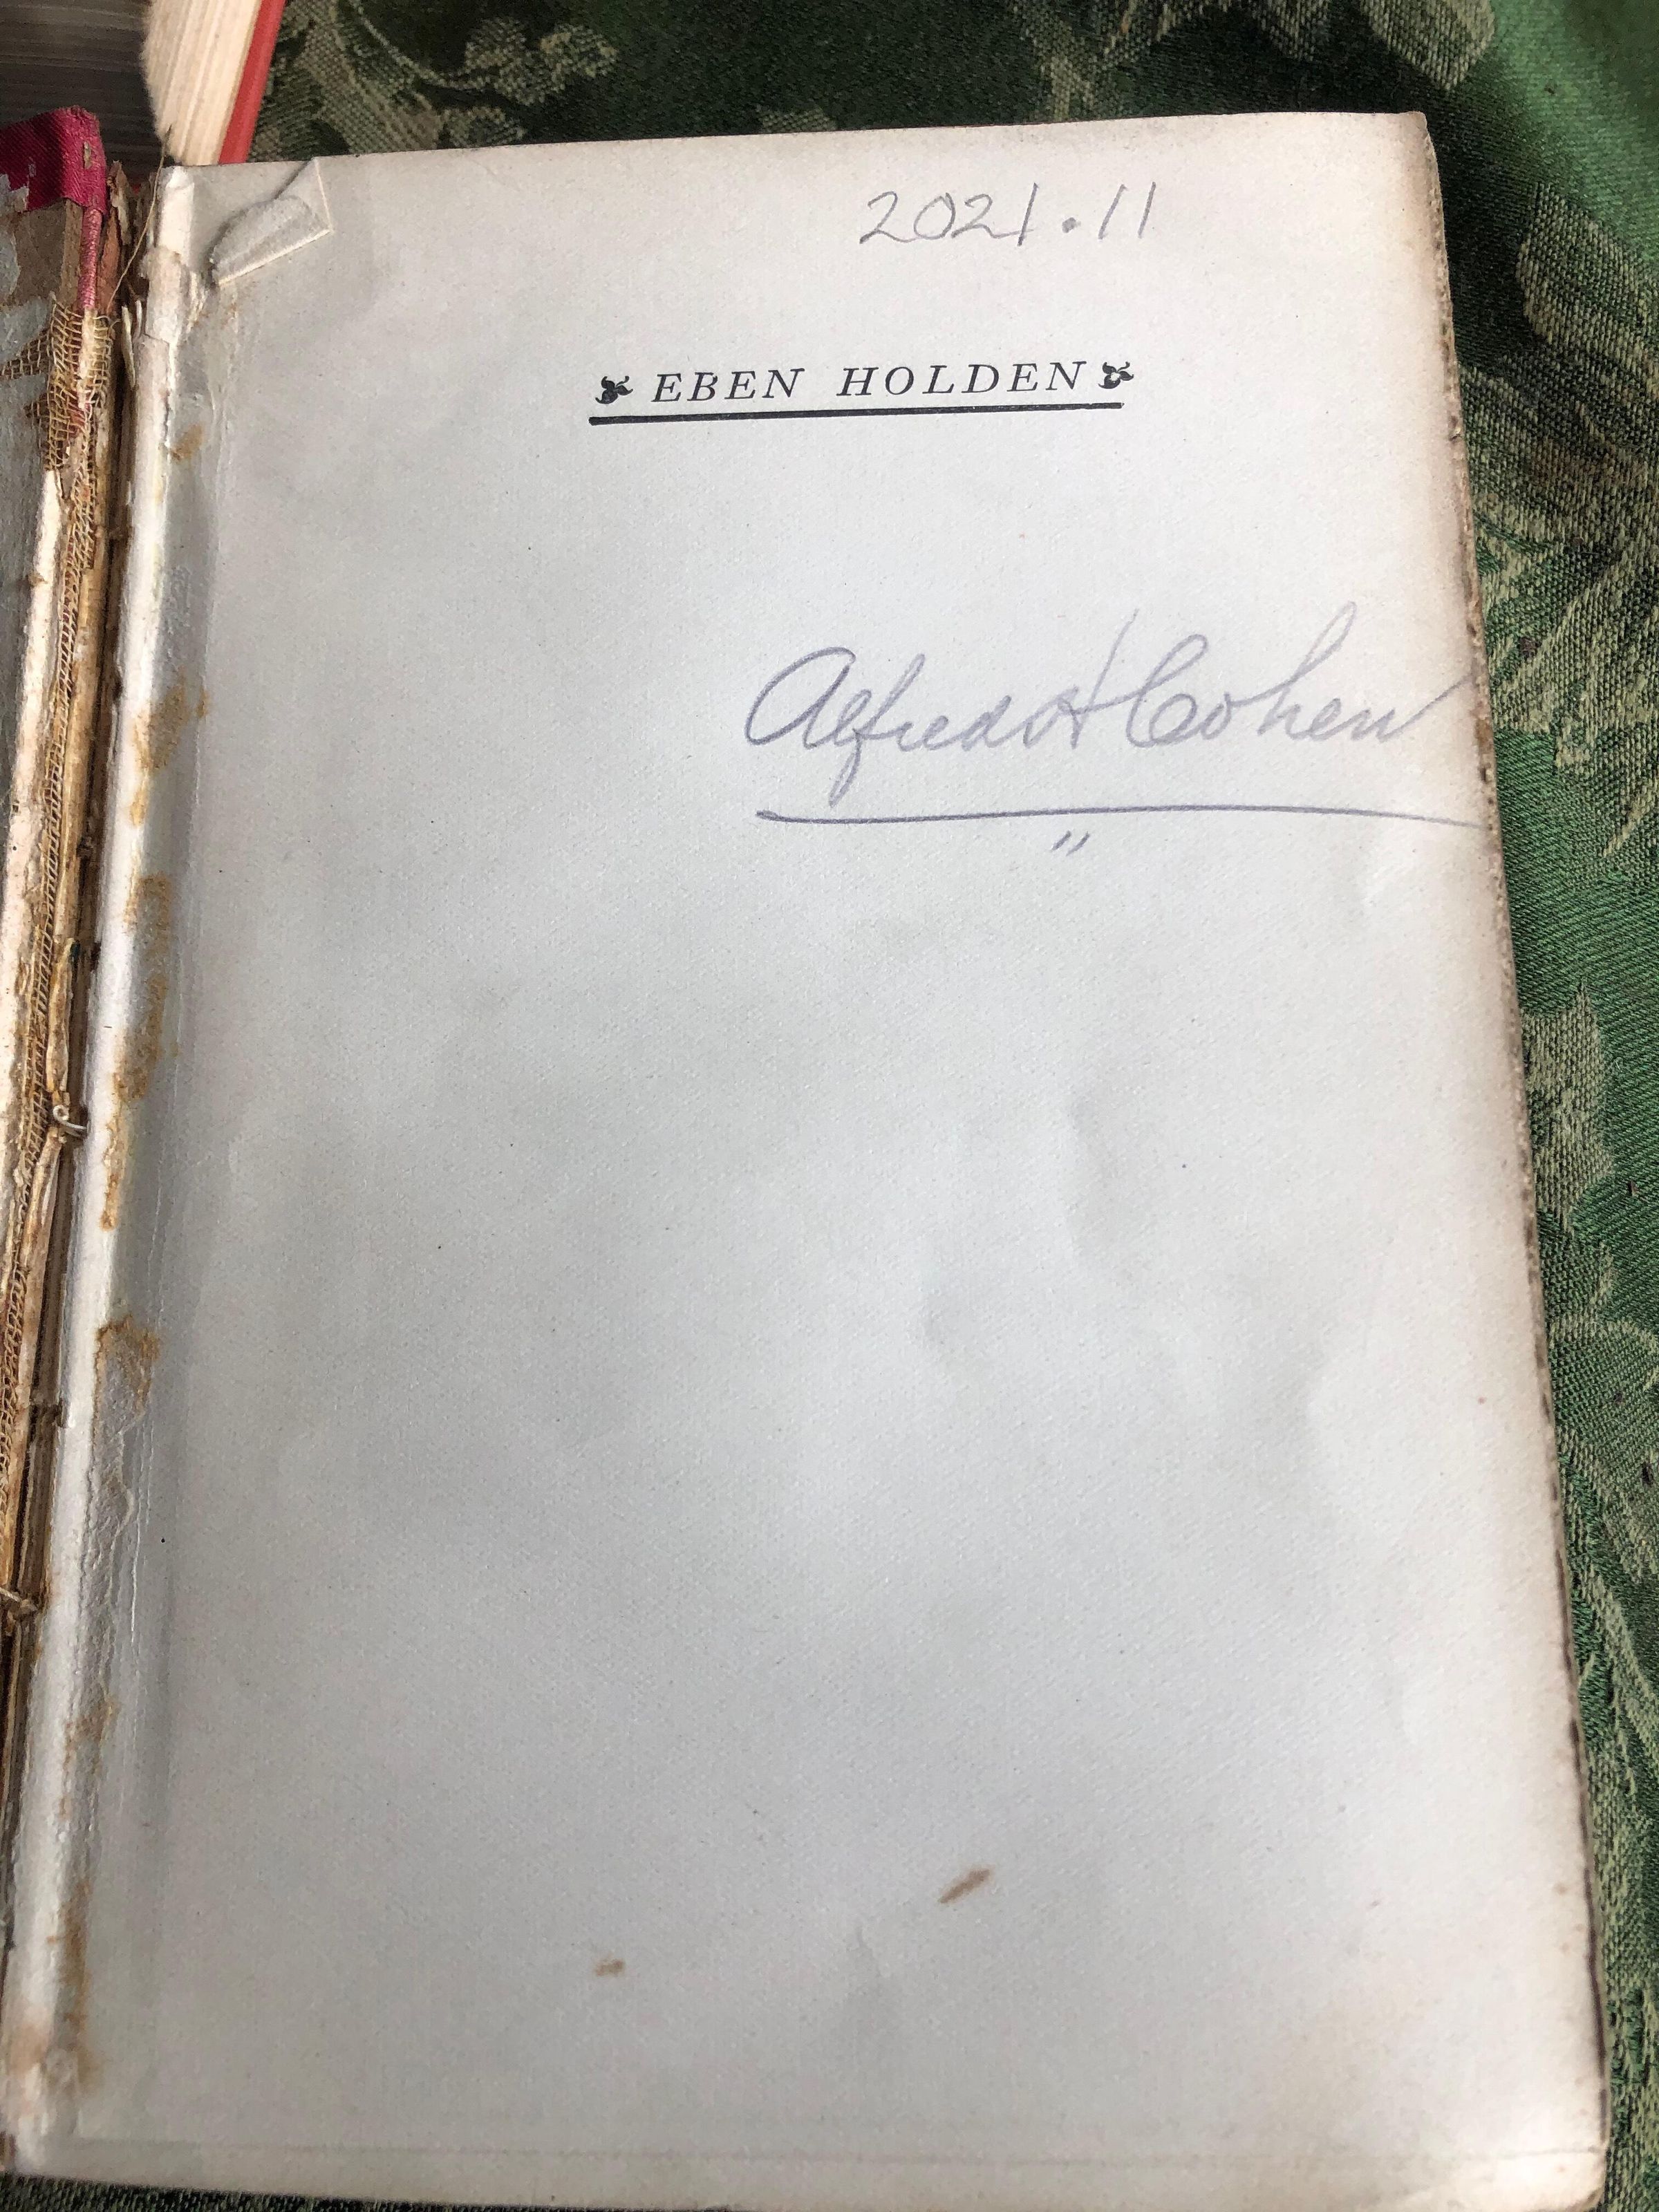 2021.11
EBEN HOLDEN
Alfred H Cohen
"